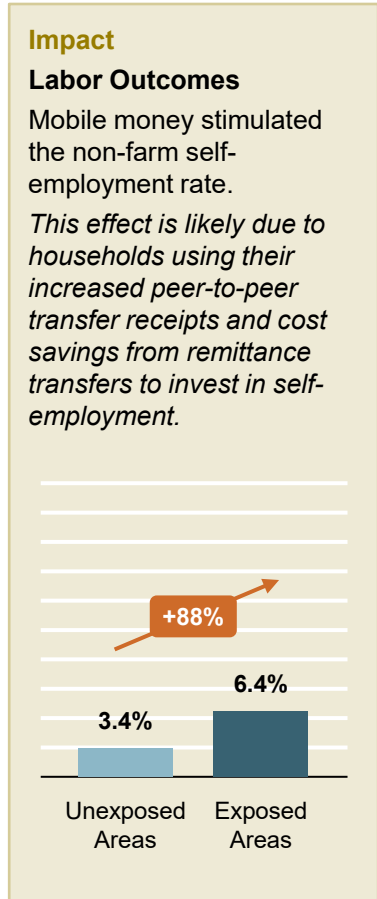 Impact
Labor Outcomes
Mobile money stimulated
the non-farm self-
employment rate.
This effect is likely due to
households using their
increased peer-to-peer
transfer receipts and cost
savings from remittance
transfers to invest in self-
employment.
+88%
6.4%
3.4%
Unexposed Exposed
Areas Areas